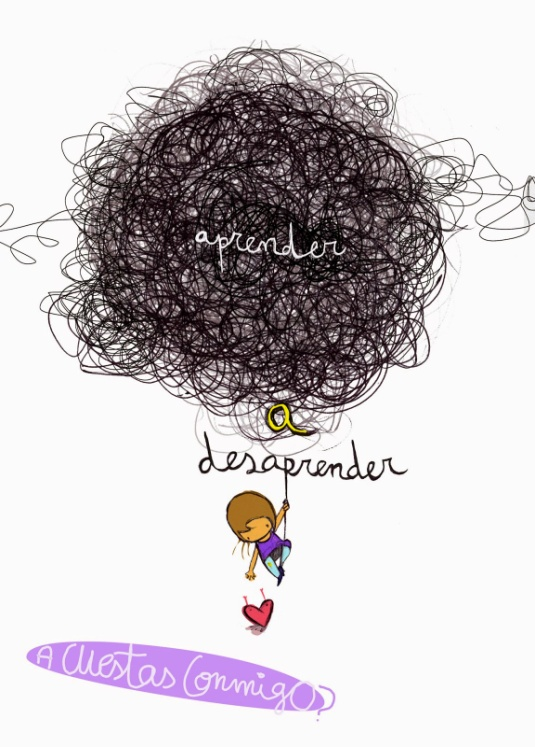 aprender
a
desaprender
A cuestas Conmigo?